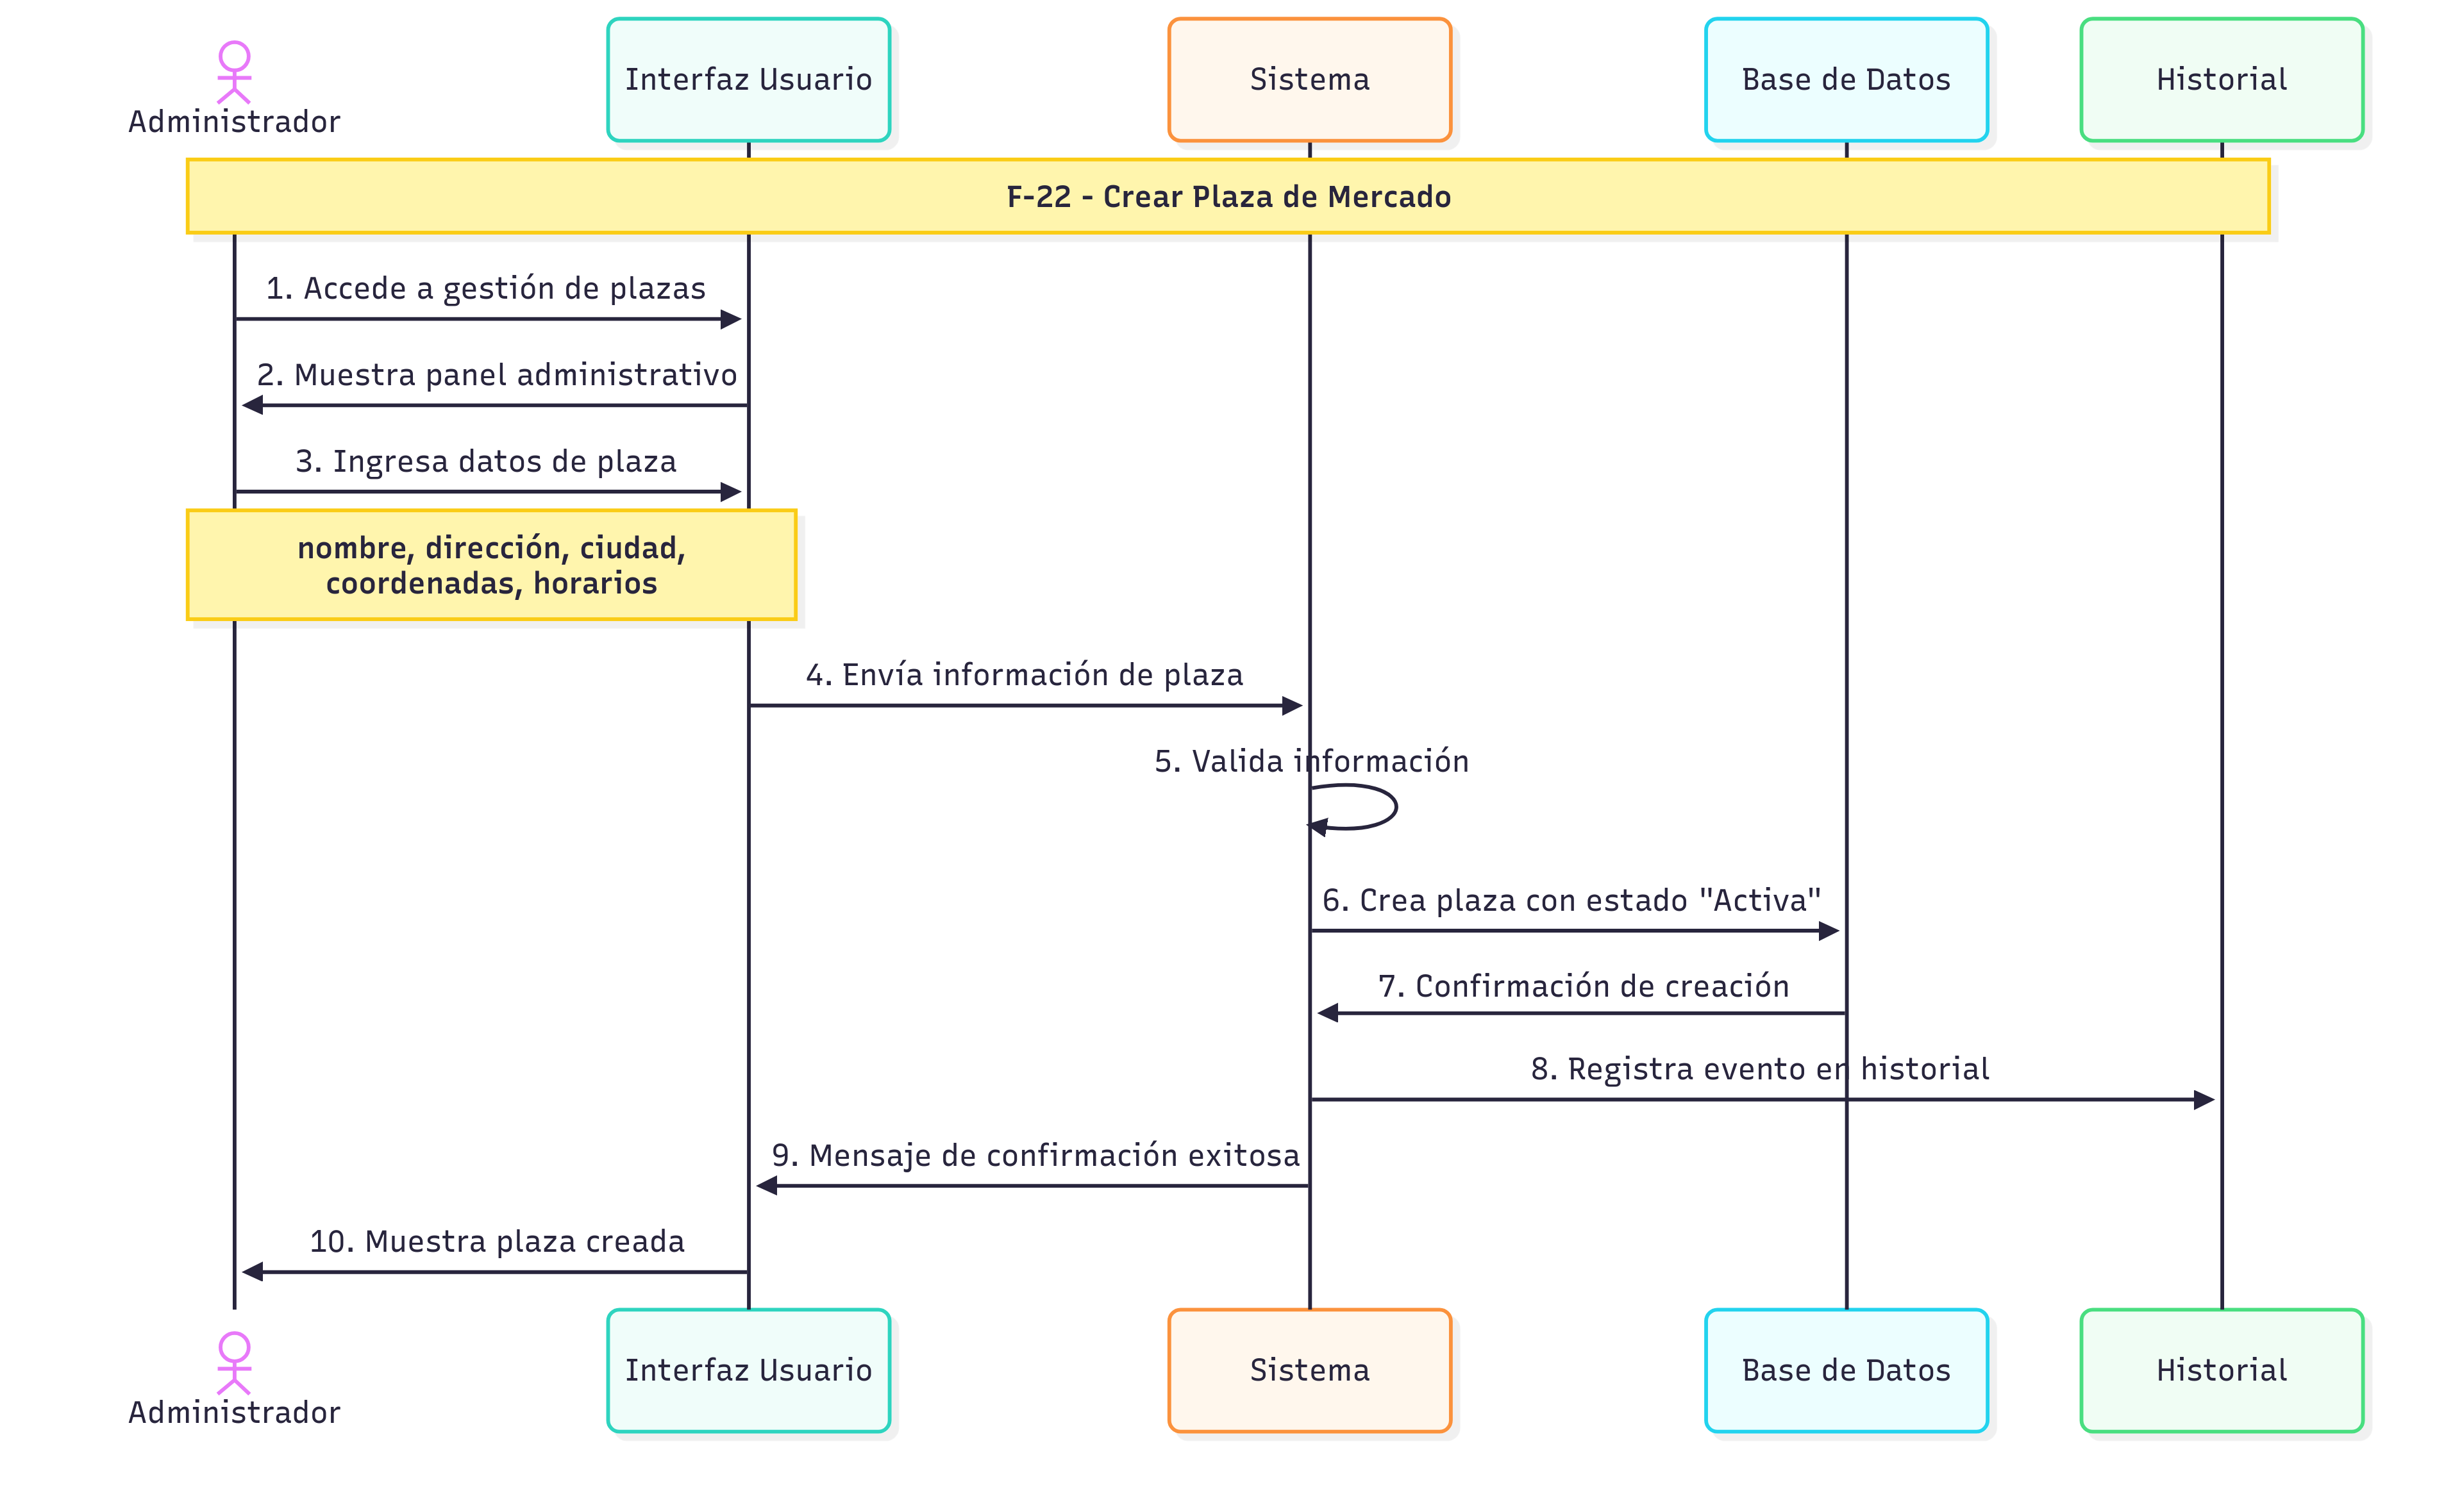 Administrador
Interfaz Usuario
Sistema
Base de Datos
Historial
F-22 - Crear Plaza de Mercado
1. Accede a gestión de plazas
2. Muestra panel administrativo
3. Ingresa datos de plaza
nombre, dirección, ciudad,
coordenadas, horarios
4. Envía información de plaza
5. Valida información
6. Crea plaza con estado "Activa"
7. Confirmación de creación
8. Registra evento en historial
9. Mensaje de confirmación exitosa
10. Muestra plaza creada
Administrador
Interfaz Usuario
Sistema
Base de Datos
Historial